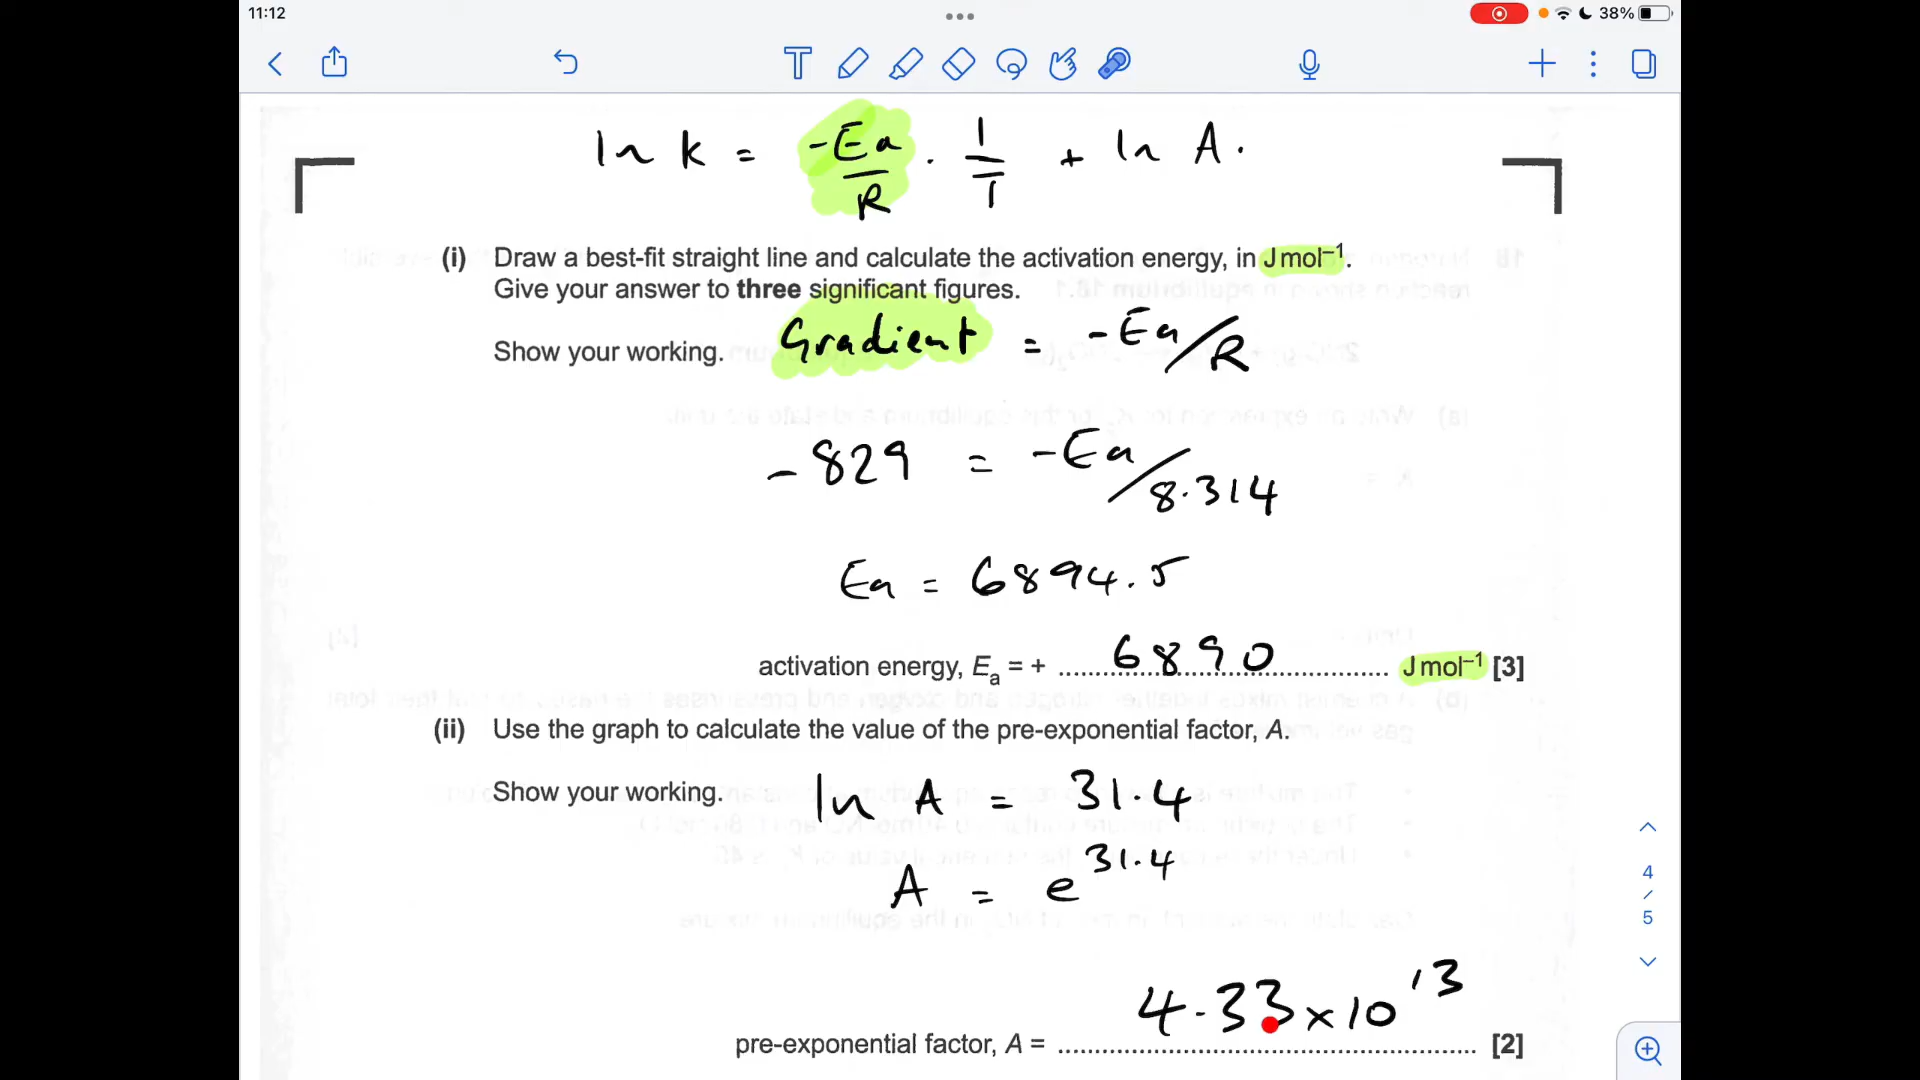 11:12
38%
ln k = -Ea/R . 1/T + ln A.
(i) Draw a best-fit straight line and calculate the activation energy, in J mol⁻¹.
Give your answer to three significant figures.
Show your working. Gradient = -Ea/R
-829 = -Ea/8.314
Ea = 6894.5
activation energy, Eₐ = + 6890 J mol⁻¹ [3]
(ii) Use the graph to calculate the value of the pre-exponential factor, A.
Show your working. ln A = 31.4
A = e^31.4
4.33 x 10^13
pre-exponential factor, A = [2]
4
/
5